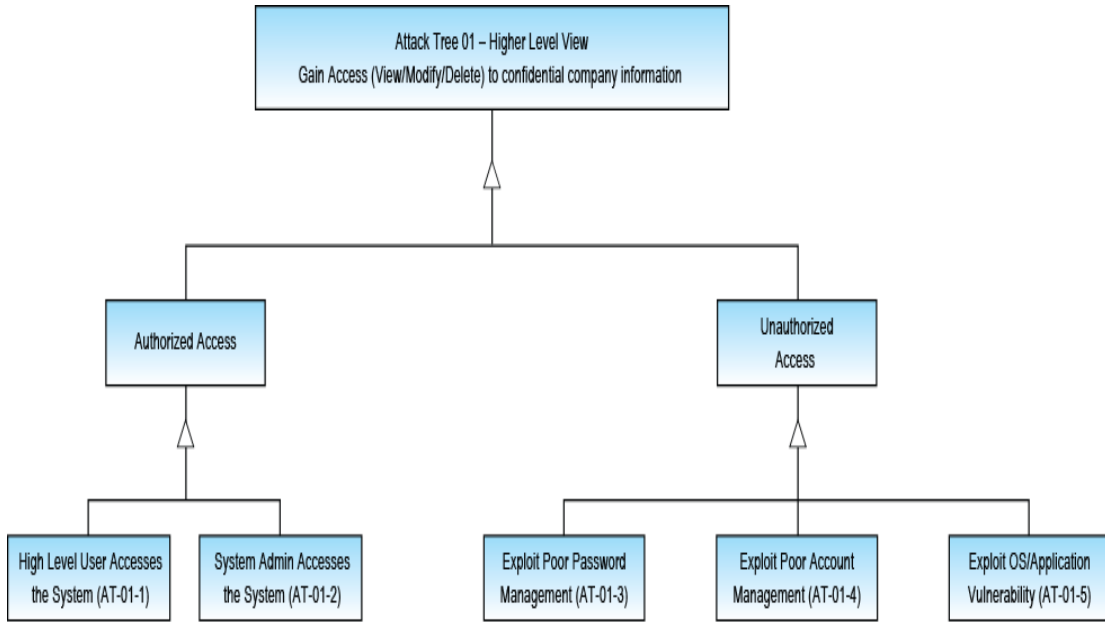 Attack Tree 01 – Higher Level View
Gain Access (View/Modify/Delete) to confidential company information
Authorized Access
Unauthorized
Access
High Level User Accesses
the System (AT-01-1)
System Admin Accesses
the System (AT-01-2)
Exploit Poor Password
Management (AT-01-3)
Exploit Poor Account
Management (AT-01-4)
Exploit OS/Application
Vulnerability (AT-01-5)